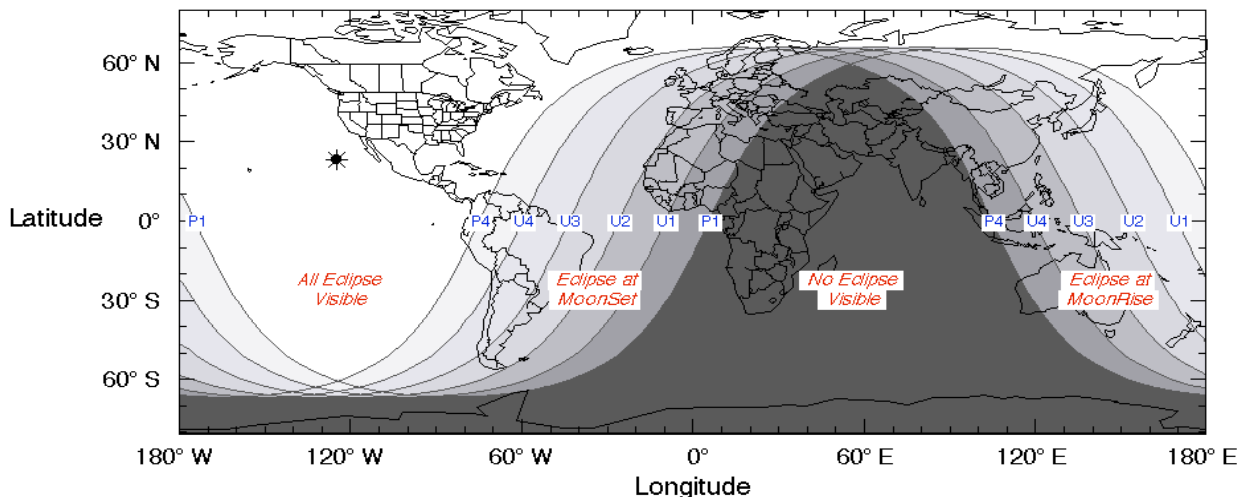 60° N
30° N
Latitude
0°
P1
P4
U4
U3
U2
U1
P1
P4
U4
U3
U2
U1
All Eclipse
Visible
Eclipse at
MoonSet
No Eclipse
Visible
Eclipse at
MoonRise
30° S
60° S
180° W
120° W
60° W
0°
60° E
120° E
180° E
Longitude